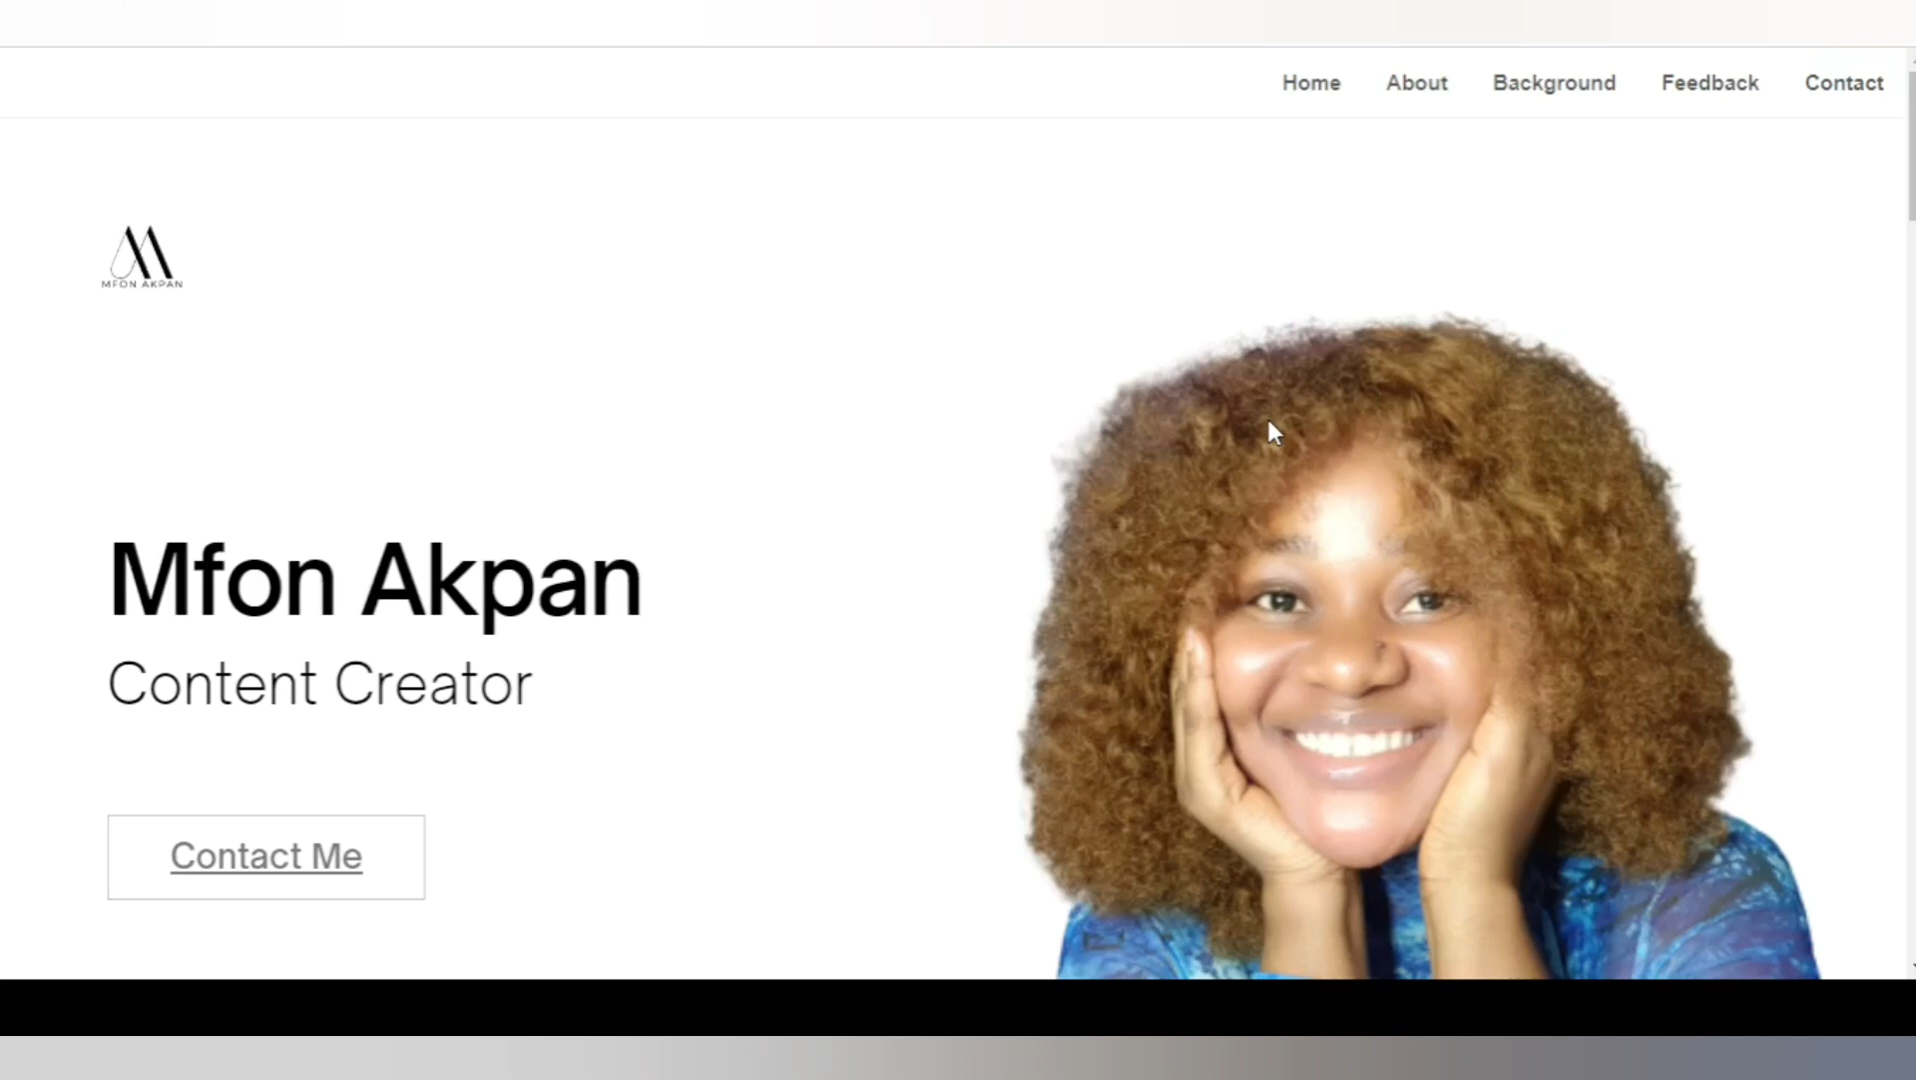 Home About Background Feedback Contact
MFON AKPAN
Mfon Akpan
Content Creator
Contact Me